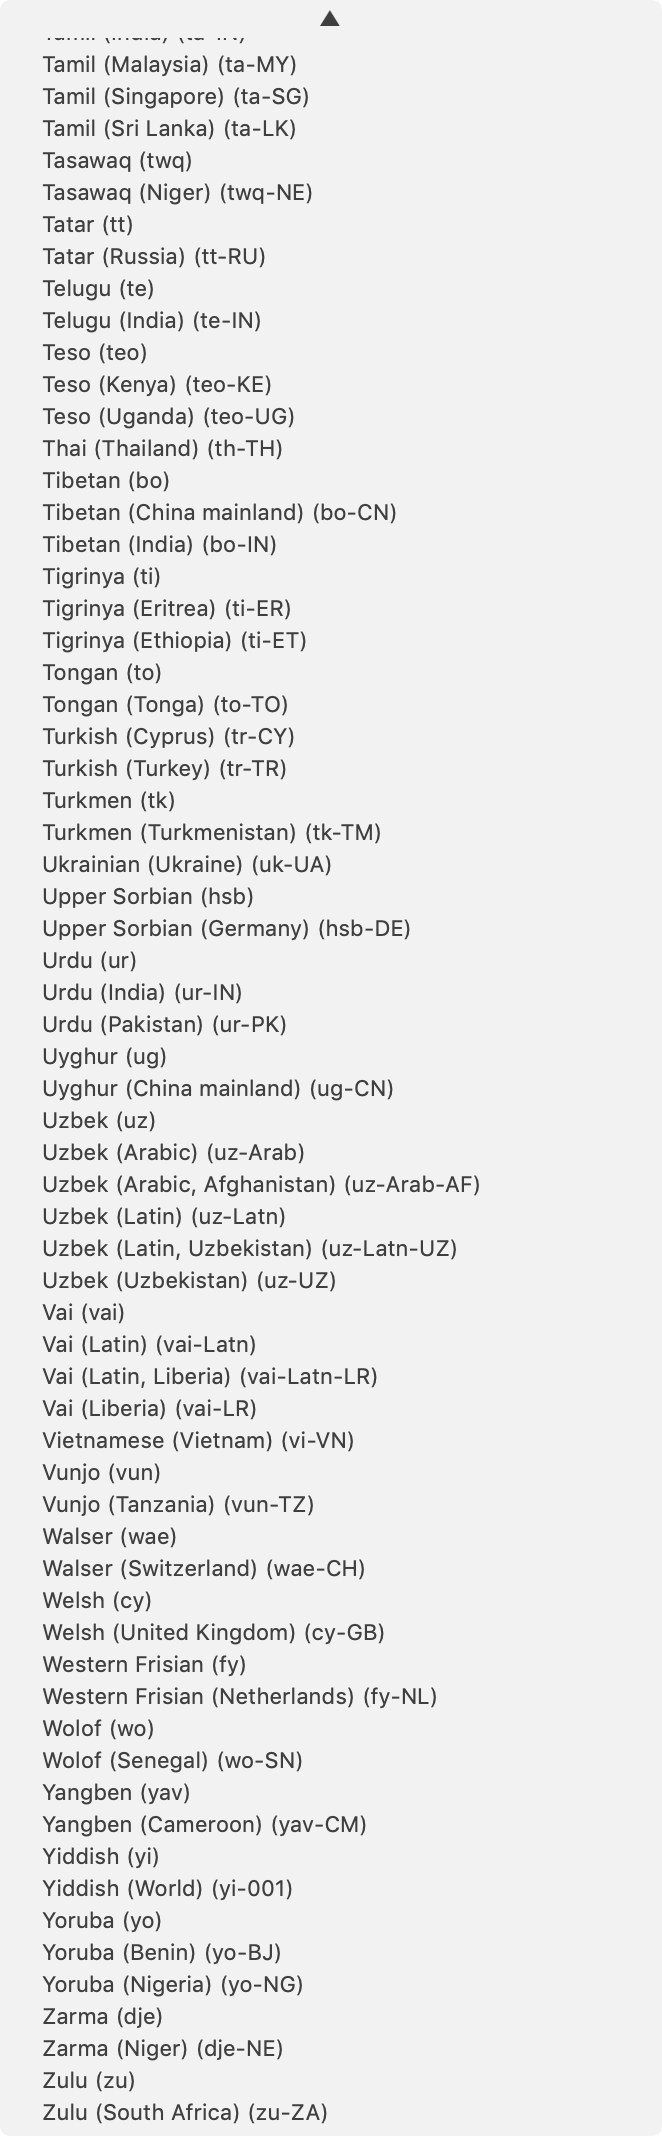 Tamil (Malaysia) (ta-MY)
Tamil (Singapore) (ta-SG)
Tamil (Sri Lanka) (ta-LK)
Tasawaq (twq)
Tasawaq (Niger) (twq-NE)
Tatar (tt)
Tatar (Russia) (tt-RU)
Telugu (te)
Telugu (India) (te-IN)
Teso (teo)
Teso (Kenya) (teo-KE)
Teso (Uganda) (teo-UG)
Thai (Thailand) (th-TH)
Tibetan (bo)
Tibetan (China mainland) (bo-CN)
Tibetan (India) (bo-IN)
Tigrinya (ti)
Tigrinya (Eritrea) (ti-ER)
Tigrinya (Ethiopia) (ti-ET)
Tongan (to)
Tongan (Tonga) (to-TO)
Turkish (Cyprus) (tr-CY)
Turkish (Turkey) (tr-TR)
Turkmen (tk)
Turkmen (Turkmenistan) (tk-TM)
Ukrainian (Ukraine) (uk-UA)
Upper Sorbian (hsb)
Upper Sorbian (Germany) (hsb-DE)
Urdu (ur)
Urdu (India) (ur-IN)
Urdu (Pakistan) (ur-PK)
Uyghur (ug)
Uyghur (China mainland) (ug-CN)
Uzbek (uz)
Uzbek (Arabic) (uz-Arab)
Uzbek (Arabic, Afghanistan) (uz-Arab-AF)
Uzbek (Latin) (uz-Latn)
Uzbek (Latin, Uzbekistan) (uz-Latn-UZ)
Uzbek (Uzbekistan) (uz-UZ)
Vai (vai)
Vai (Latin) (vai-Latn)
Vai (Latin, Liberia) (vai-Latn-LR)
Vai (Liberia) (vai-LR)
Vietnamese (Vietnam) (vi-VN)
Vunjo (vun)
Vunjo (Tanzania) (vun-TZ)
Walser (wae)
Walser (Switzerland) (wae-CH)
Welsh (cy)
Welsh (United Kingdom) (cy-GB)
Western Frisian (fy)
Western Frisian (Netherlands) (fy-NL)
Wolof (wo)
Wolof (Senegal) (wo-SN)
Yangben (yav)
Yangben (Cameroon) (yav-CM)
Yiddish (yi)
Yiddish (World) (yi-001)
Yoruba (yo)
Yoruba (Benin) (yo-BJ)
Yoruba (Nigeria) (yo-NG)
Zarma (dje)
Zarma (Niger) (dje-NE)
Zulu (zu)
Zulu (South Africa) (zu-ZA)